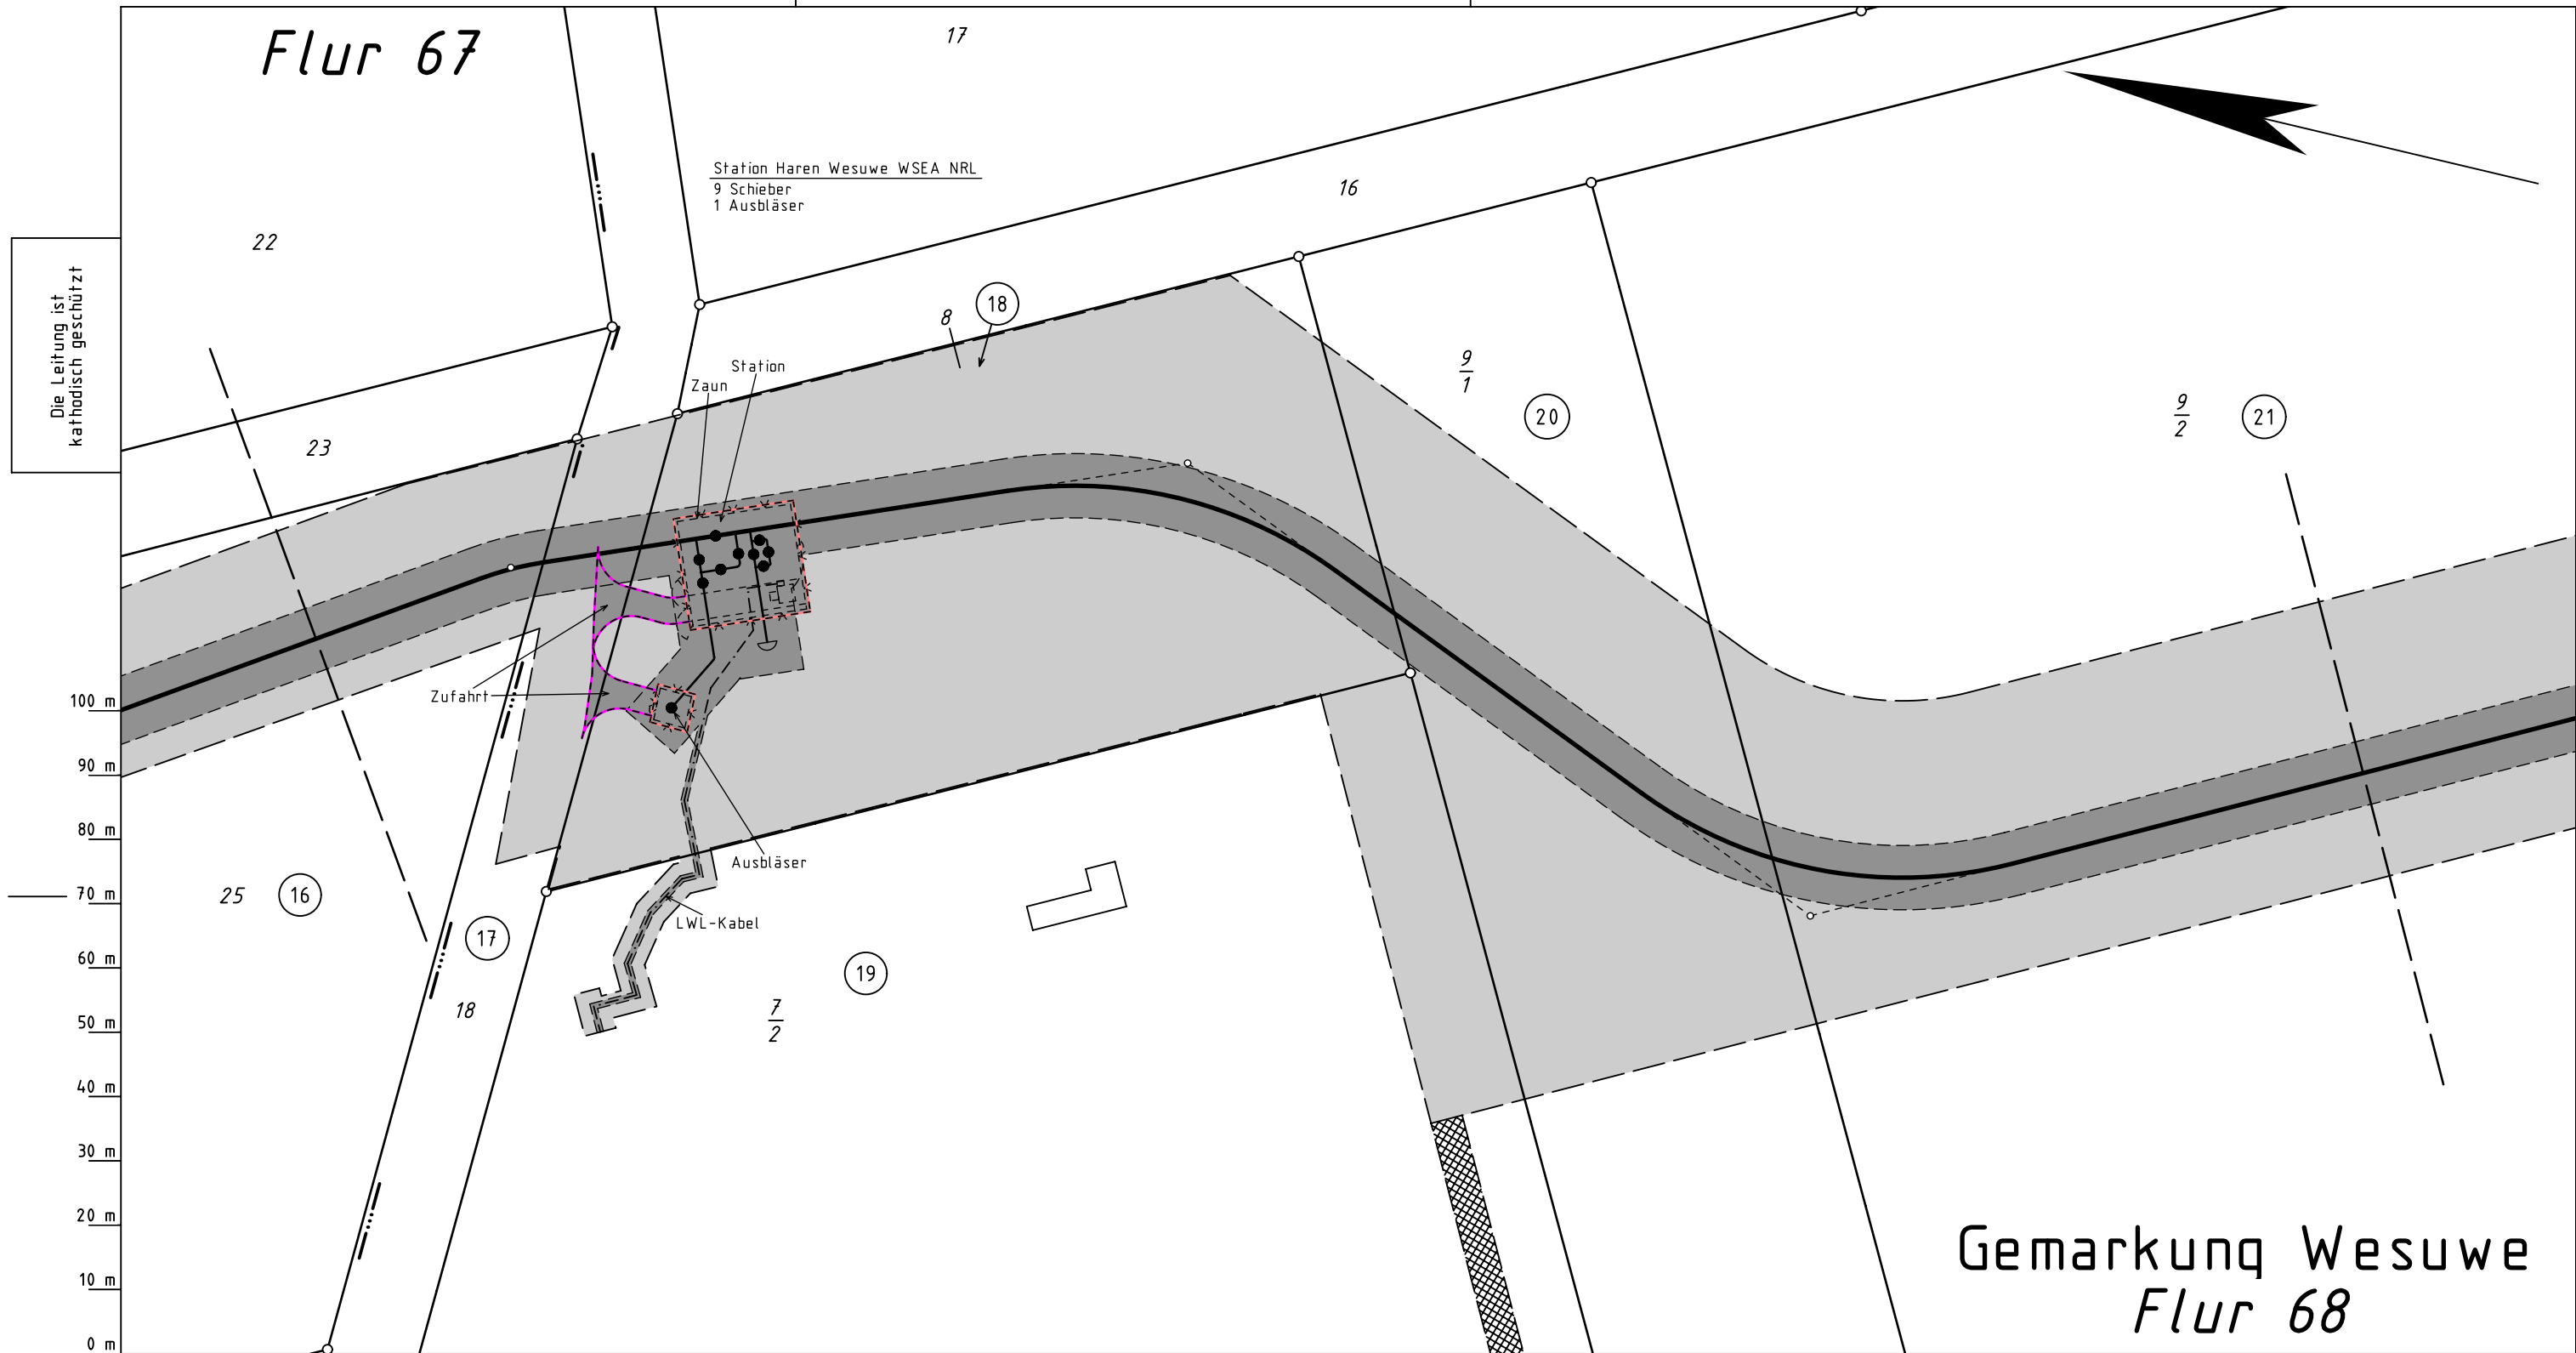 Flur 67
17
Station Haren Wesuwe WSEA NRL
9 Schieber
1 Ausbläser
16
22
Die Leitung ist
kathodisch geschützt
8
18
Station
Zaun
9
1
20
9
2
21
23
Zufahrt
Ausbläser
LWL-Kabel
25
16
17
18
19
7
2
100 m
90 m
80 m
70 m
60 m
50 m
40 m
30 m
20 m
10 m
0 m
Gemarkung Wesuwe
Flur 68